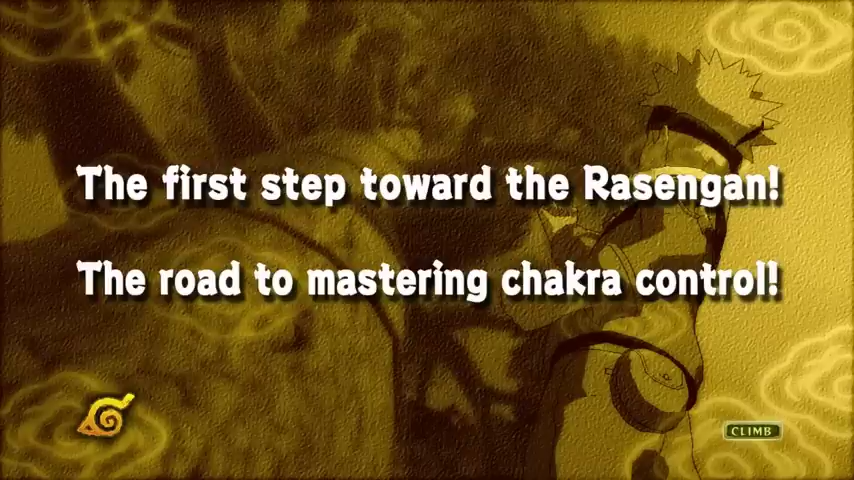 The first step toward the Rasengan!
The road to mastering chakra control!
CLIMB